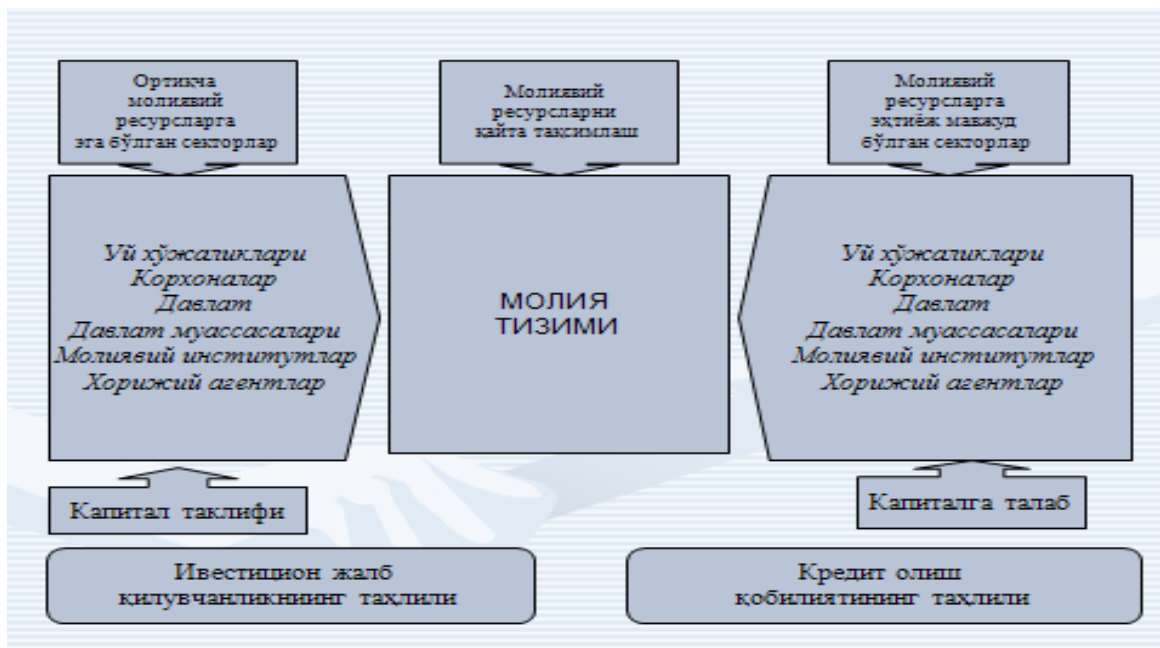 Ортиқча
молиявий
ресурсларга
эга бўлган секторлар
Молиявий
ресурсларни
қайта тақсимлаш
Молиявий
ресурсларга
эҳтиёж мавжуд
бўлган секторлар
Уй хўжаликлари
Корхоналар
Давлат
Давлат муассасалари
Молиявий институтлар
Хорижий агентлар
МОЛИЯ
ТИЗИМИ
Уй хўжаликлари
Корхоналар
Давлат
Давлат муассасалари
Молиявий институтлар
Хорижий агентлар
Капитал таклифи
Капиталга талаб
Ивестицион жалб
қилувчанликниинг таҳлили
Кредит олиш
қобилиятининг таҳлили